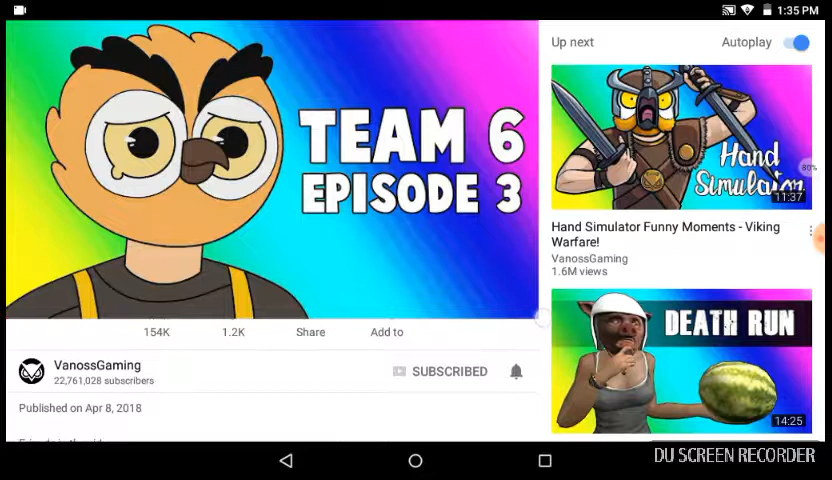 1:35 PM
TEAM 6
EPISODE 3
154K
1.2K
Share
Add to
VanossGaming
22,761,028 subscribers
SUBSCRIBED
Published on Apr 8, 2018
Up next
Autoplay
Hand
Simulator
80%
11:37
Hand Simulator Funny Moments - Viking
Warfare!
VanossGaming
1.6M views
DEATH RUN
14:25
DU SCREEN RECORDER